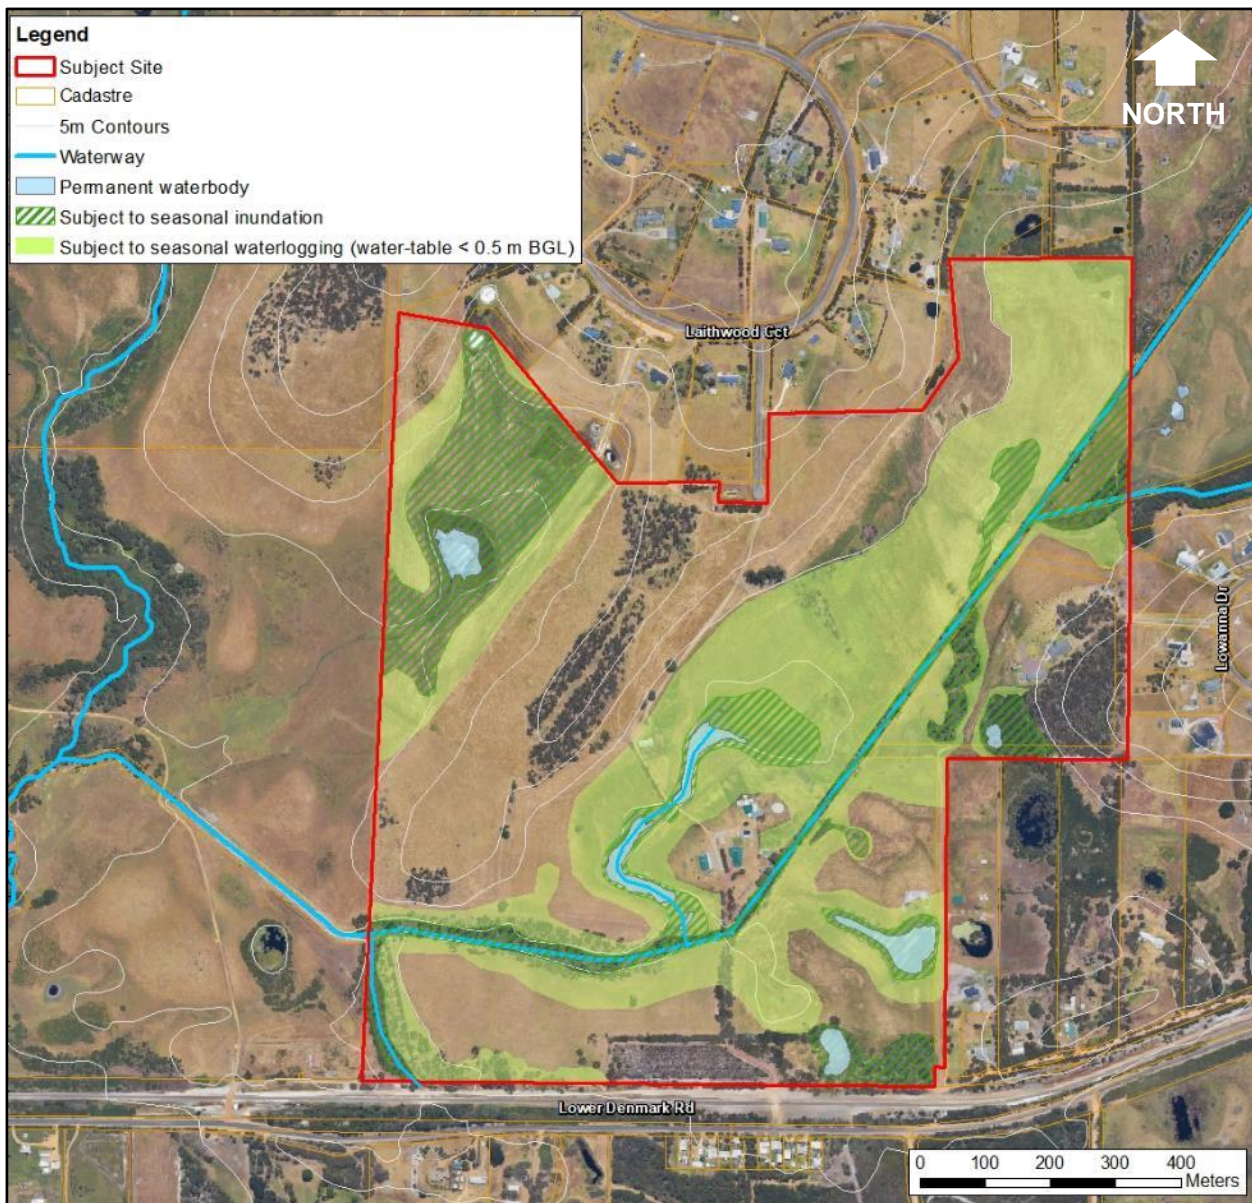 Legend
Subject Site
Cadastre
5m Contours
Waterway
Permanent waterbody
Subject to seasonal inundation
Subject to seasonal waterlogging (water-table < 0.5 m BGL)
NORTH
Laithwood Cct
Lowanna Dr
Lower Denmark Rd
0 100 200 300 400
Meters